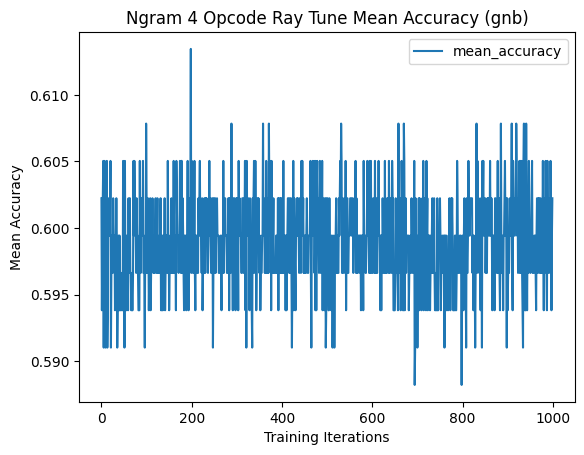 Ngram 4 Opcode Ray Tune Mean Accuracy (gnb)
mean_accuracy
0.610
0.605
0.600
0.595
0.590
Mean Accuracy
0 200 400 600 800 1000
Training Iterations